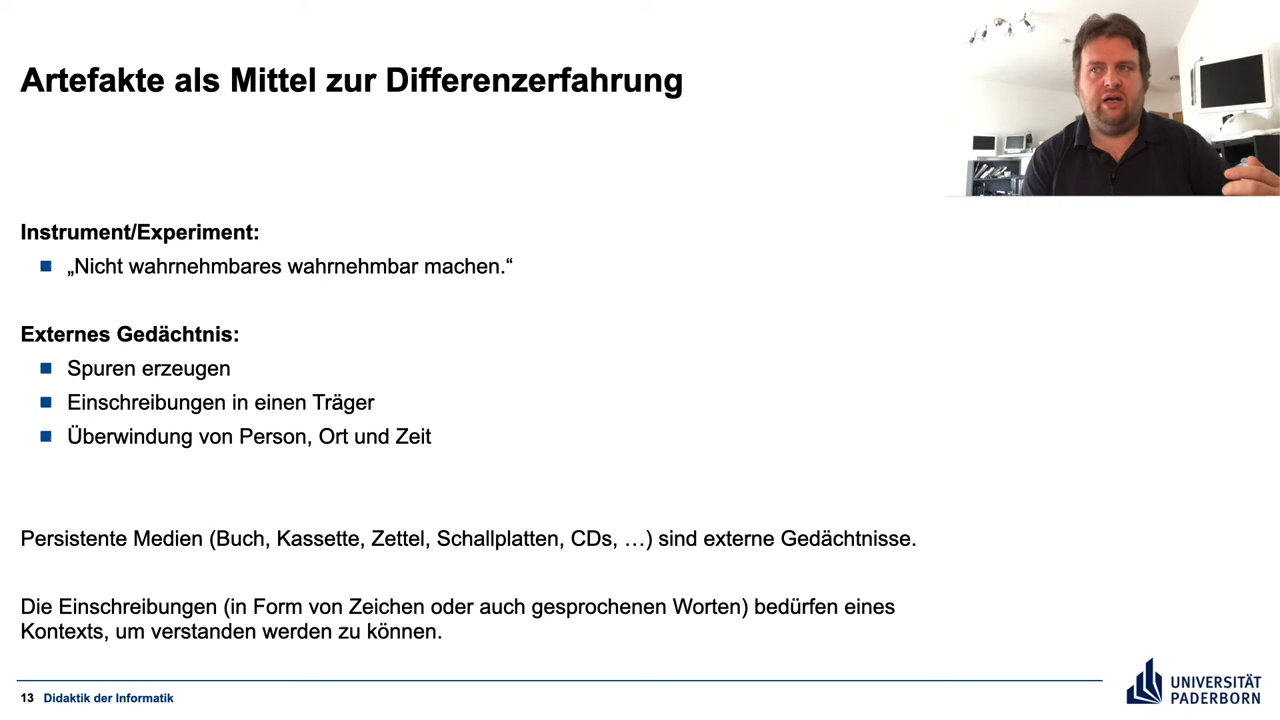 Artefakte als Mittel zur Differenzerfahrung
Instrument/Experiment:
„Nicht wahrnehmbares wahrnehmbar machen.“
Externes Gedächtnis:
Spuren erzeugen
Einschreibungen in einen Träger
Überwindung von Person, Ort und Zeit
Persistente Medien (Buch, Kassette, Zettel, Schallplatten, CDs, …) sind externe Gedächtnisse.
Die Einschreibungen (in Form von Zeichen oder auch gesprochenen Worten) bedürfen eines
Kontexts, um verstanden werden zu können.
13 Didaktik der Informatik
UNIVERSITÄT
PADERBORN